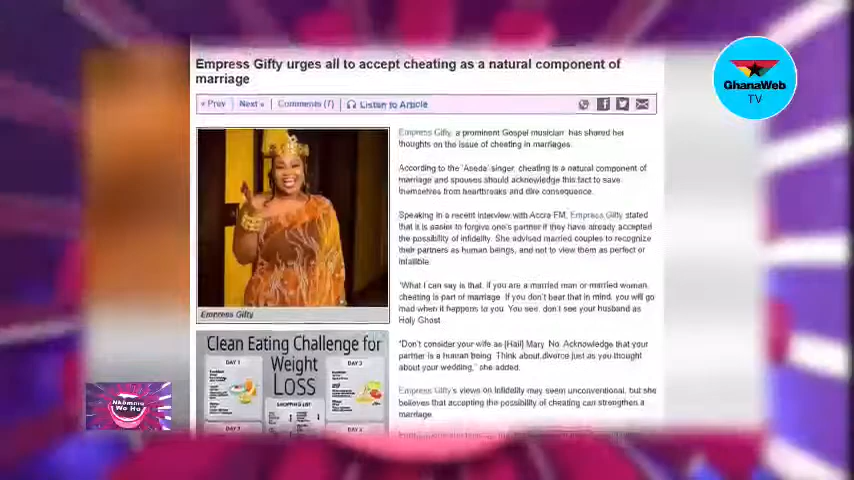 Empress Gifty urges all to accept cheating as a natural component of
marriage
GhanaWeb
TV
« Prev
Next »
Comments (7)
Listen to Article
Empress Gifty, a prominent Gospel musician has shared her
thoughts on the issue of cheating in marriages.
According to the 'Aseda' singer, cheating is a natural component of
marriage and spouses should acknowledge this fact to save
themselves from heartbreaks and dire consequence.
Speaking in a recent interview with Accra FM, Empress Gifty stated
that it is easier to forgive one's partner if they have already accepted
the possibility of infidelity. She advised married couples to recognize
their partners as human beings, and not to view them as perfect or
infallible.
"What I can say is that, if you are a married man or married woman,
cheating is part of marriage. If you don't bear that in mind, you will go
mad when it happens to you. You see, don't see your husband as
Holy Ghost.
"Don't consider your wife as [Hail] Mary. No. Acknowledge that your
partner is a human being. Think about divorce just as you thought
about your wedding," she added.
Empress Gifty's views on infidelity may seem unconventional, but she
believes that accepting the possibility of cheating can strengthen a
marriage.
Empress Gifty
Clean Eating Challenge for
Weight
Loss
DAY 1
SHOPPING LIST
Nkommo
Wo Ho